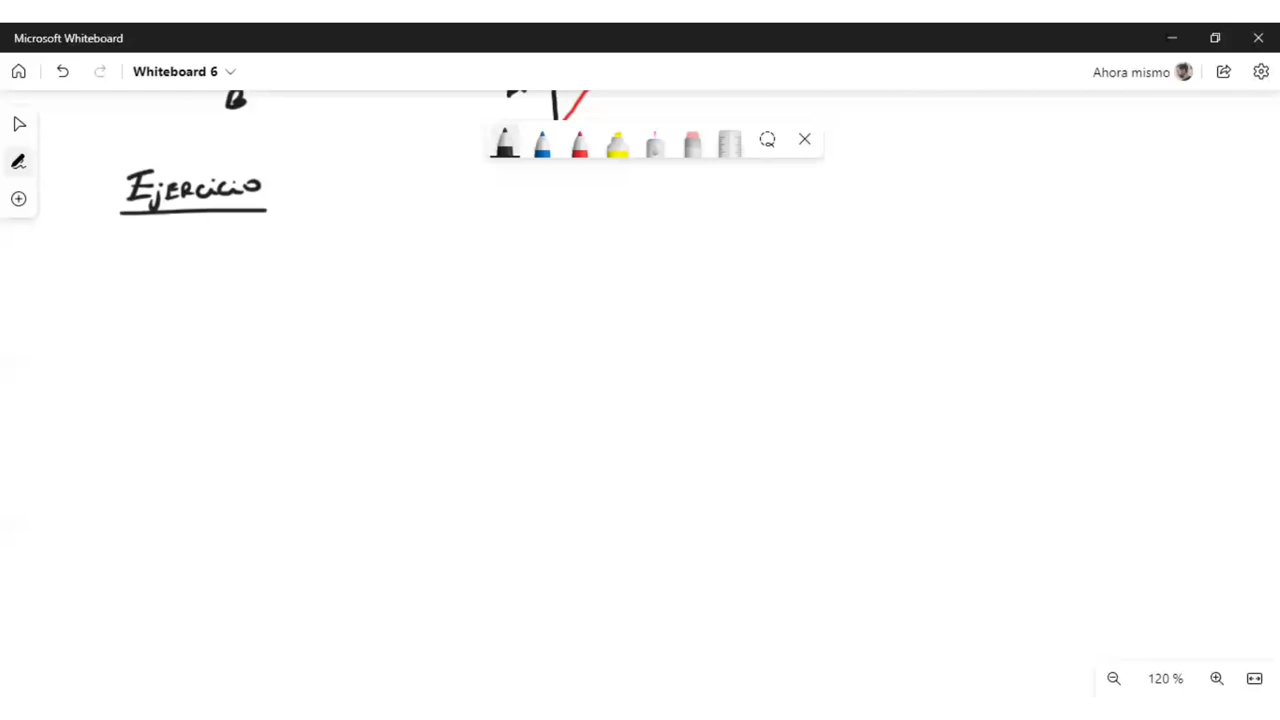 Microsoft Whiteboard
Whiteboard 6
Ahora mismo
B
Ejercicio
120 %